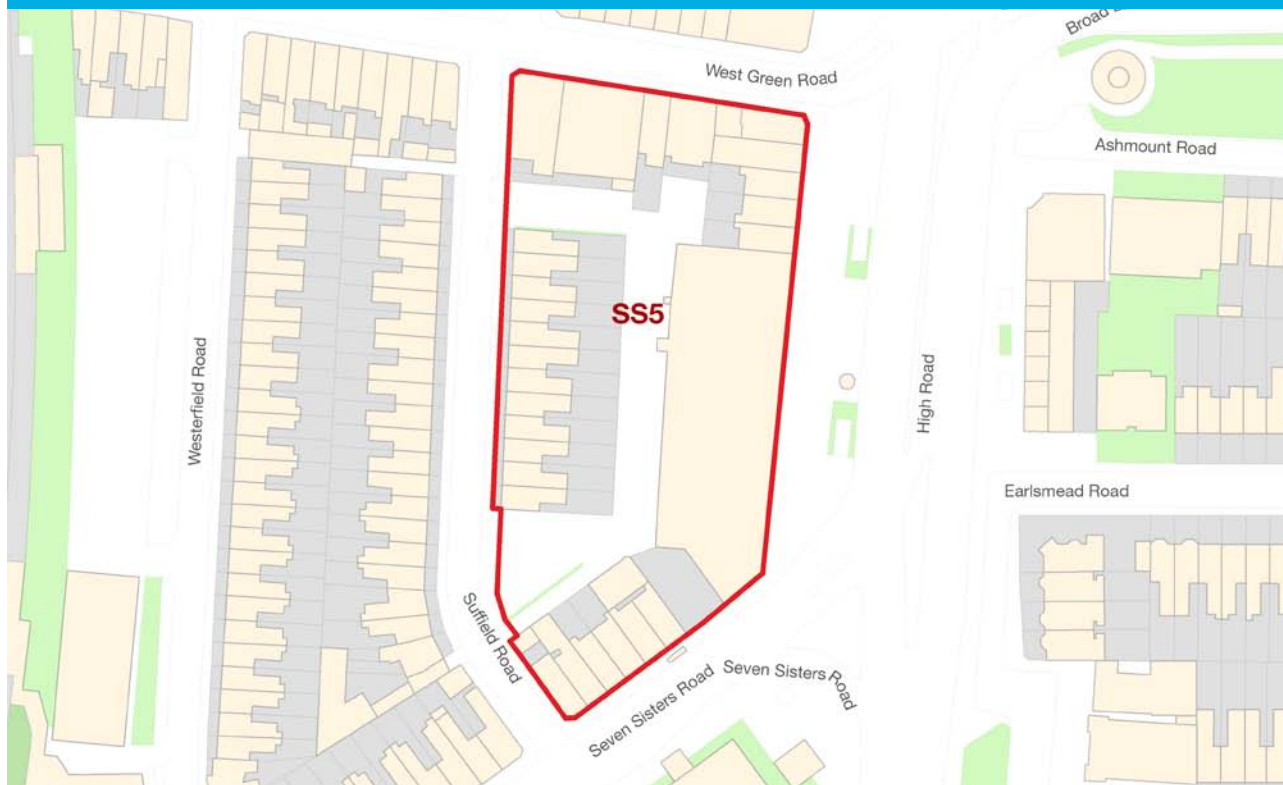 Broad
West Green Road
Ashmount Road
SS5
Westerfield Road
High Road
Earlsmead Road
Suffield Road
Seven Sisters Road
Seven Sisters Road